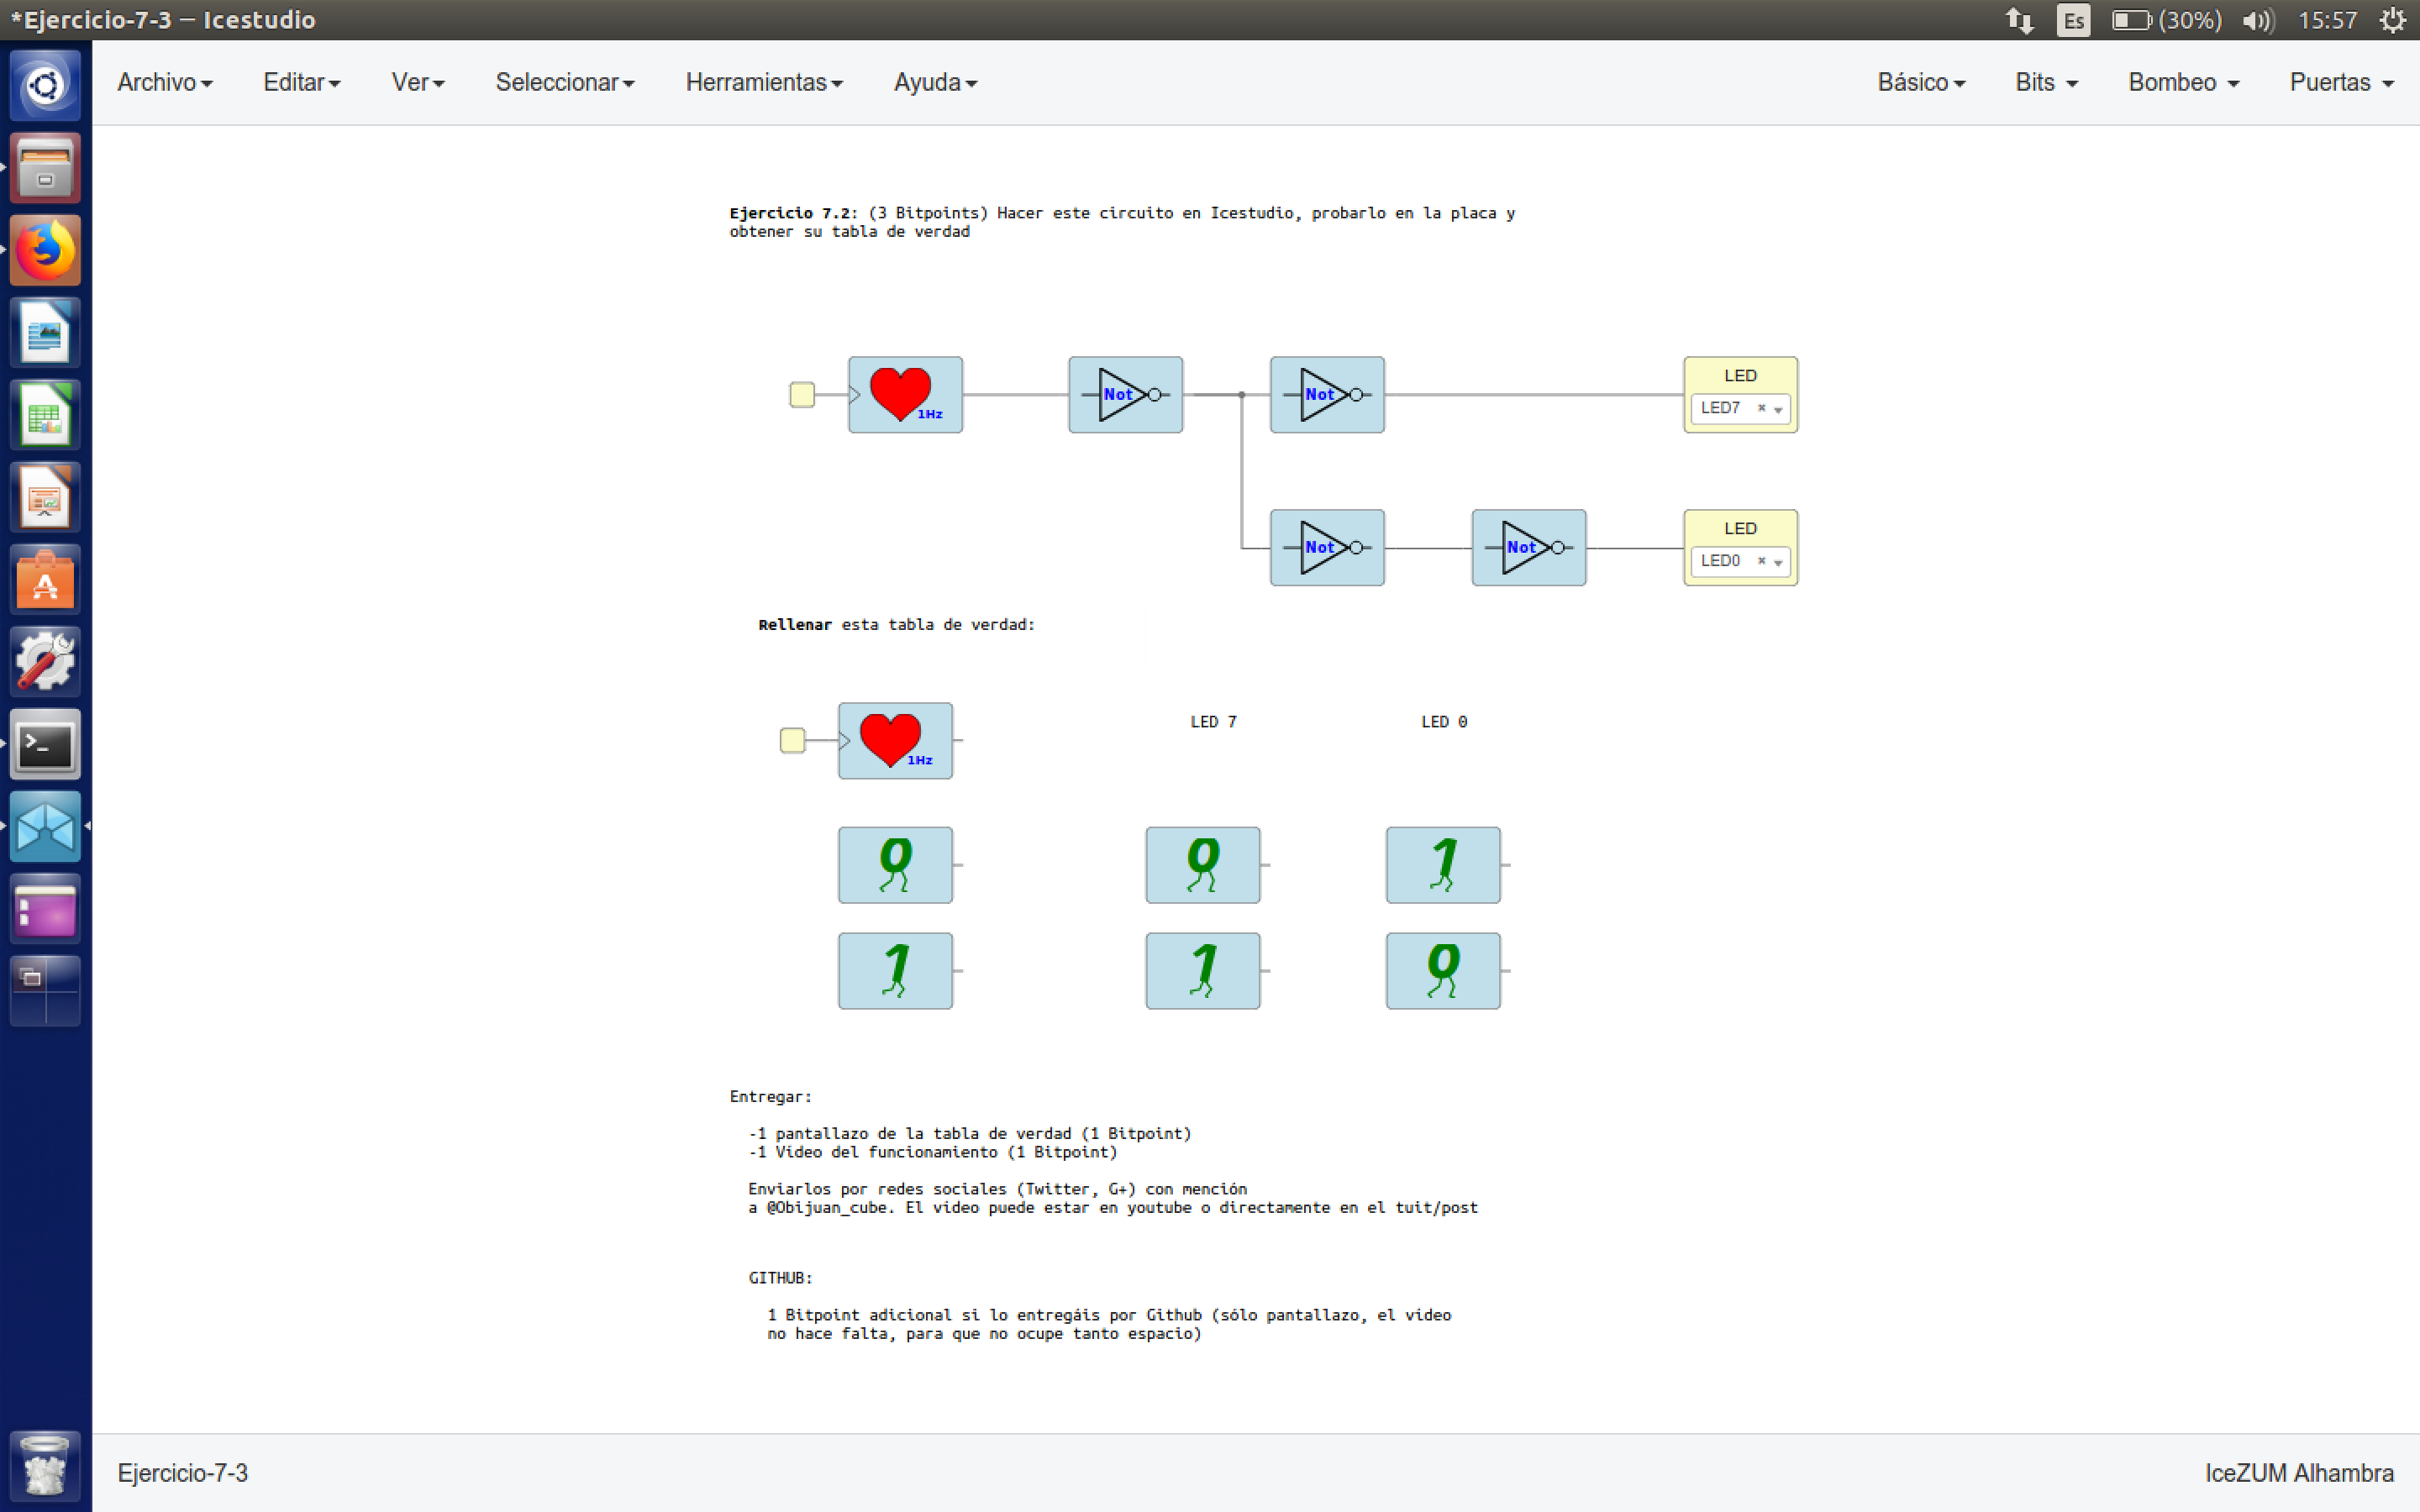 *Ejercicio-7-3 — Icestudio
Es (30%) 15:57
Archivo Editar Ver Seleccionar Herramientas Ayuda Básico Bits Bombeo Puertas
Ejercicio 7.2: (3 Bitpoints) Hacer este circuito en Icestudio, probarlo en la placa y
obtener su tabla de verdad
1Hz Not Not LED
LED7
Not Not LED
LED0
Rellenar esta tabla de verdad:
1Hz LED 7 LED 0
0 0 1
1 1 0
Entregar:
-1 pantallazo de la tabla de verdad (1 Bitpoint)
-1 Vídeo del funcionamiento (1 Bitpoint)
Enviarlos por redes sociales (Twitter, G+) con mención
a @Obijuan_cube. El vídeo puede estar en youtube o directamente en el tuit/post
GITHUB:
1 Bitpoint adicional si lo entregáis por Github (sólo pantallazo, el vídeo
no hace falta, para que no ocupe tanto espacio)
Ejercicio-7-3 IceZUM Alhambra